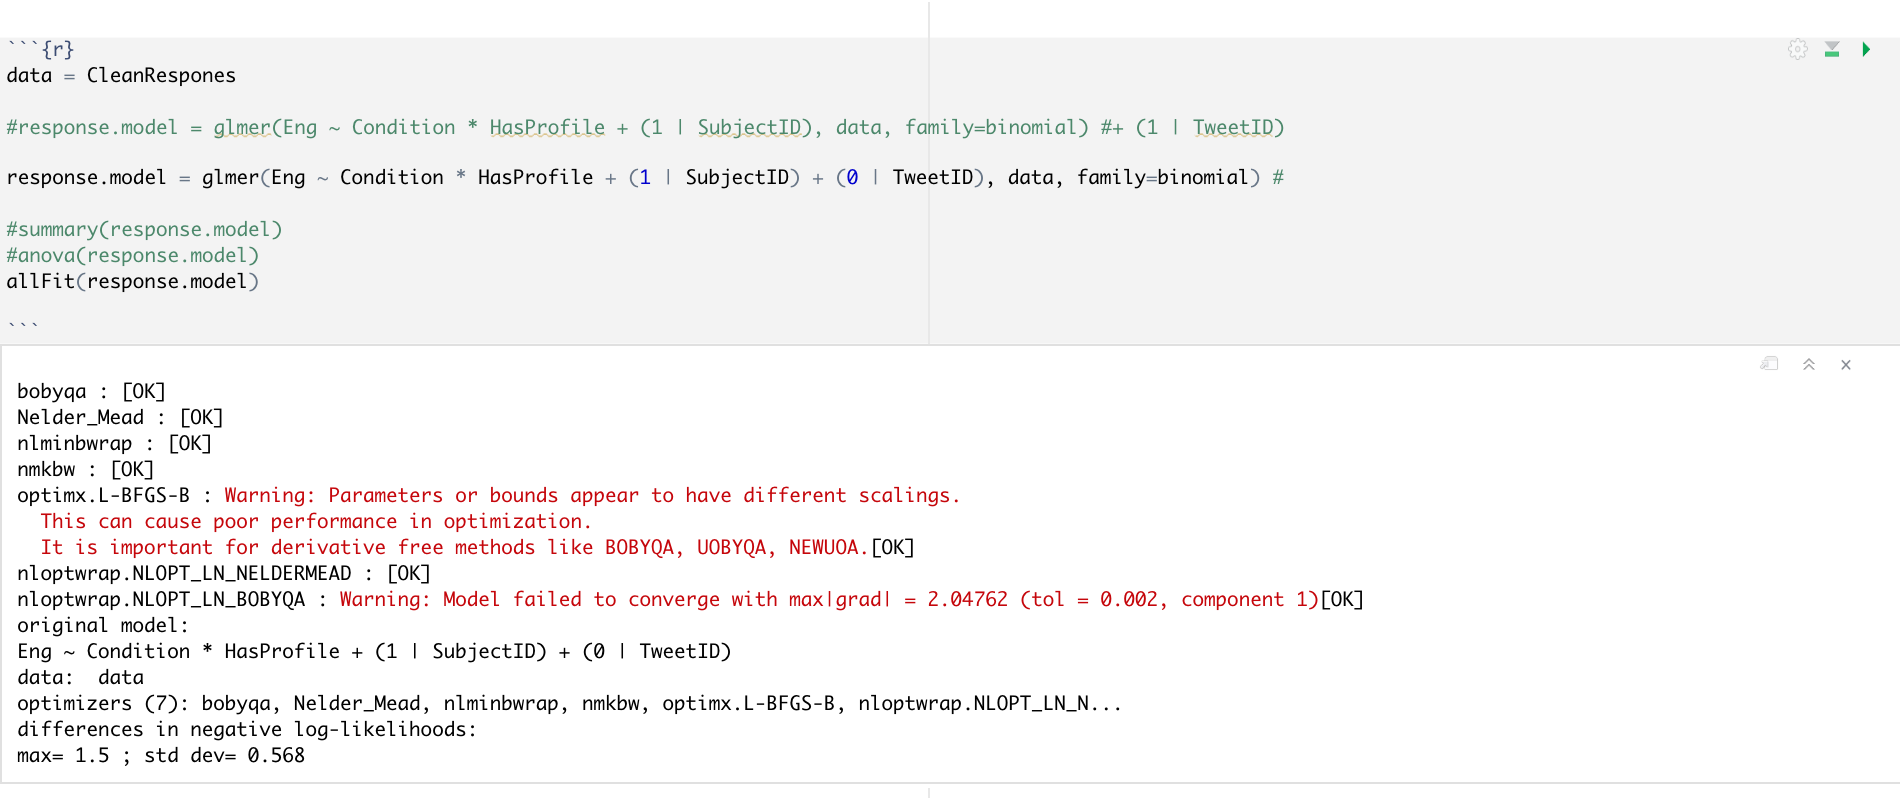 ```{r}
data = CleanRespones
#response.model = glmer(Eng ~ Condition * HasProfile + (1 | SubjectID), data, family=binomial) #+ (1 | TweetID)
response.model = glmer(Eng ~ Condition * HasProfile + (1 | SubjectID) + (0 | TweetID), data, family=binomial) #
#summary(response.model)
#anova(response.model)
allFit(response.model)
```
bobyqa : [OK]
Nelder_Mead : [OK]
nlminbwrap : [OK]
nmkbw : [OK]
optimx.L-BFGS-B : Warning: Parameters or bounds appear to have different scalings.
  This can cause poor performance in optimization.
  It is important for derivative free methods like BOBYQA, UOBYQA, NEWUOA.[OK]
nloptwrap.NLOPT_LN_NELDERMEAD : [OK]
nloptwrap.NLOPT_LN_BOBYQA : Warning: Model failed to converge with max|grad| = 2.04762 (tol = 0.002, component 1)[OK]
original model:
Eng ~ Condition * HasProfile + (1 | SubjectID) + (0 | TweetID)
data:  data
optimizers (7): bobyqa, Nelder_Mead, nlminbwrap, nmkbw, optimx.L-BFGS-B, nloptwrap.NLOPT_LN_N...
differences in negative log-likelihoods:
max= 1.5 ; std dev= 0.568